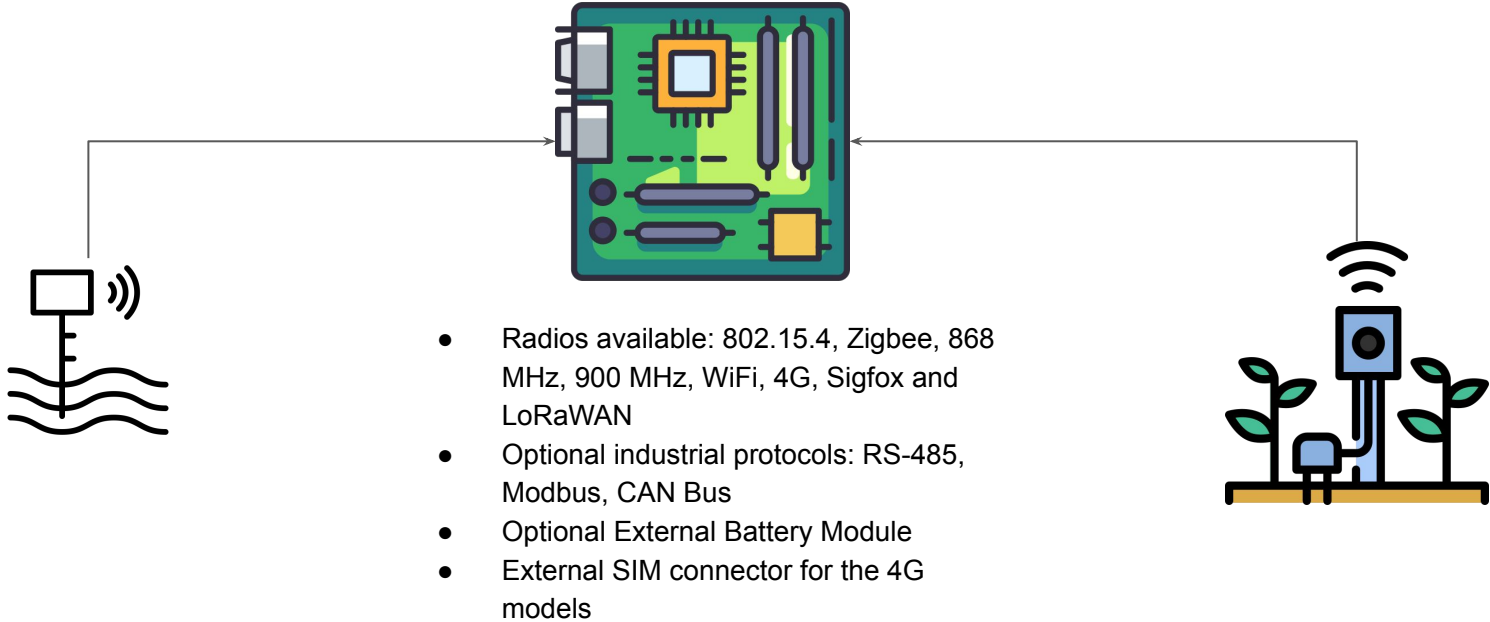 ● Radios available: 802.15.4, Zigbee, 868
MHz, 900 MHz, WiFi, 4G, Sigfox and
LoRaWAN
● Optional industrial protocols: RS-485,
Modbus, CAN Bus
● Optional External Battery Module
● External SIM connector for the 4G
models